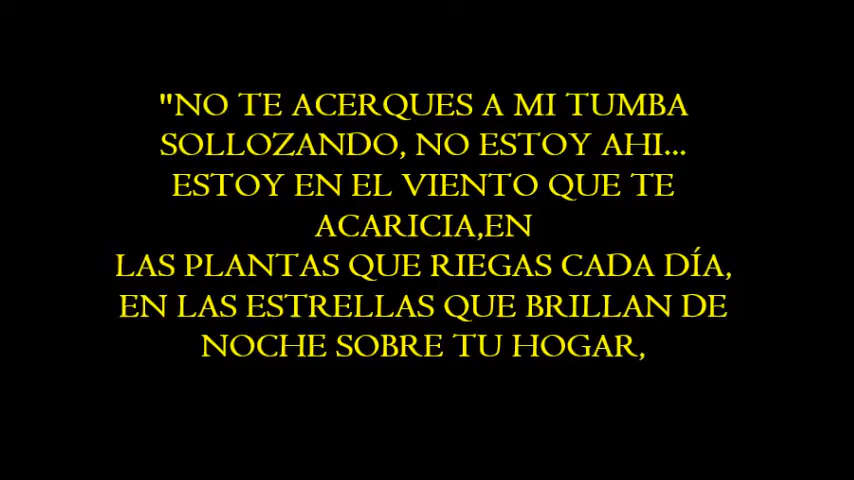 "NO TE ACERQUES A MI TUMBA
SOLLOZANDO, NO ESTOY AHI...
ESTOY EN EL VIENTO QUE TE
ACARICIA,EN
LAS PLANTAS QUE RIEGAS CADA DÍA,
EN LAS ESTRELLAS QUE BRILLAN DE
NOCHE SOBRE TU HOGAR,